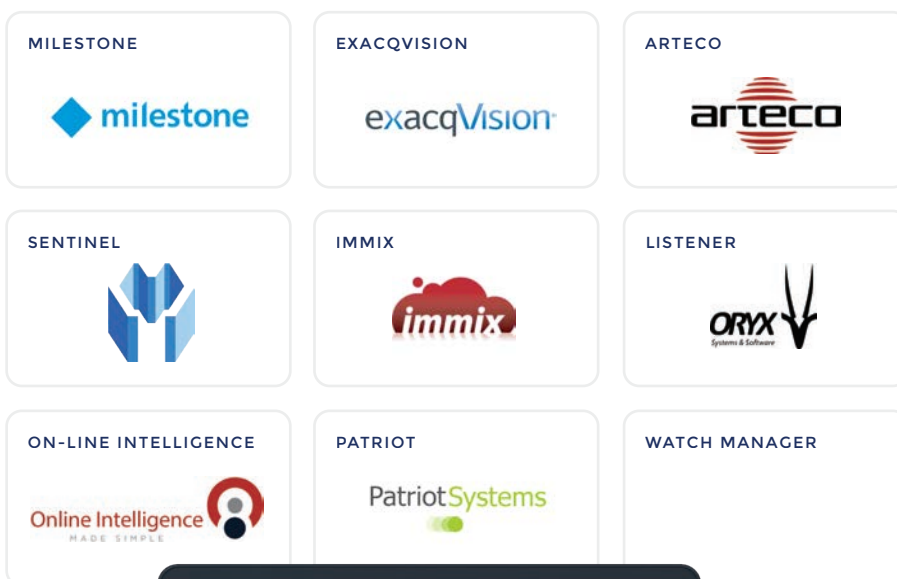 MILESTONE
EXACQVISION
ARTECO
milestone
exacqVision
arteco
SENTINEL
IMMIX
LISTENER
immix
ORYX
Systems & Software
ON-LINE INTELLIGENCE
PATRIOT
WATCH MANAGER
Online Intelligence
MADE SIMPLE
PatriotSystems